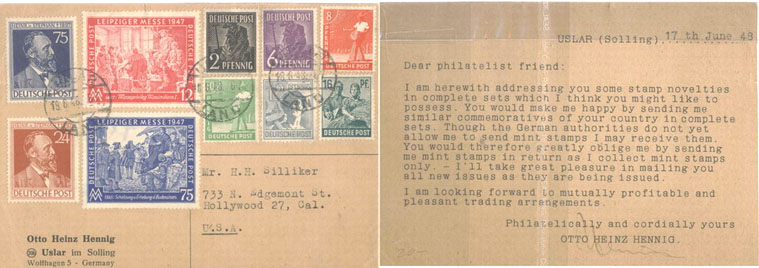 HEINR. v. STEPHAN
75
LEIPZIGER MESSE 1947
DEUTSCHE POST
12
DEUTSCHE POST
2
PFENNIG
DEUTSCHE POST
6
PFENNIG
8
24
DEUTSCHE POST
75
DEUTSCHE POST
DEUTSCHE POST
16
PF
DEUTSCHE POST
Mr. H.H. Silliker
733 N. Edgemont St.
Hollywood 27, Cal.
U.S.A.
Otto Heinz Hennig
Uslar im Solling
Wolfhagen 5 - Germany
USLAR (Solling) 17 th June 48
Dear philatelist friend:
I am herewith addressing you some stamp novelties
in complete sets which I think you might like to
possess. You would make me happy by sending me
similar commemoratives of your country in complete
sets. Though the German authorities do not yet
allow me to send mint stamps I may receive them.
You would therefore greatly oblige me by sending
me mint stamps in return as I collect mint stamps
only. - I'll take great pleasure in mailing you
all new issues as they are being issued.
I am looking forward to mutually profitable and
pleasant trading arrangements.
Philatelically and cordially yours
OTTO HEINZ HENNIG.